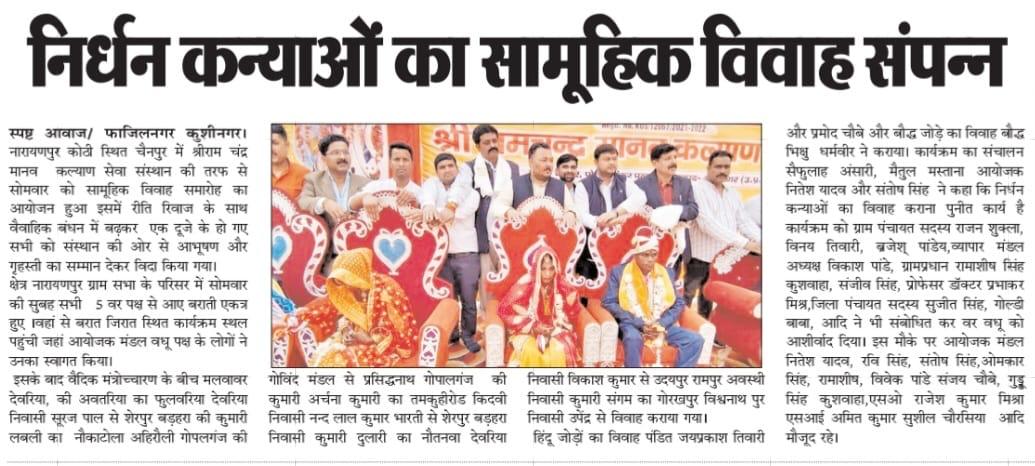 निर्धन कन्याओं का सामूहिक विवाह संपन्न
स्पष्ट आवाज/ फाजिलनगर कुशीनगर।
नारायणपुर कोठी स्थित चैनपुर में श्रीराम चंद्र
मानव कल्याण सेवा संस्थान की तरफ से
सोमवार को सामूहिक विवाह समारोह का
आयोजन हुआ इसमें रीति रिवाज के साथ
वैवाहिक बंधन में बढ़कर एक दूजे के हो गए
सभी को संस्थान की ओर से आभूषण और
गृहस्ती का सम्मान देकर विदा किया गया।
क्षेत्र नारायणपुर ग्राम सभा के परिसर में सोमवार
की सुबह सभी 5 वर पक्ष से आए बराती एकत्र
हुए ।वहां से बरात जिरात स्थित कार्यक्रम स्थल
पहुंची जहां आयोजक मंडल वधू पक्ष के लोगों ने
उनका स्वागत किया।
इसके बाद वैदिक मंत्रोच्चारण के बीच मलवावर
देवरिया, की अवतरिया का फुलवरिया देवरिया
निवासी सूरज पाल से शेरपुर बड़हरा की कुमारी
लबली का नौकाटोला अहिरौली गोपलगंज की
श्री मचन्द्र मानव कल्याण
गोविंद मंडल से प्रसिद्धनाथ गोपालगंज की
कुमारी अर्चना कुमारी का तमकुहीरोड किदवी
निवासी नन्द लाल कुमार भारती से शेरपुर बड़हरा
निवासी कुमारी दुलारी का नौतनवा देवरिया
निवासी विकाश कुमार से उदयपुर रामपुर अवस्थी
निवासी कुमारी संगम का गोरखपुर विश्वनाथ पुर
निवासी उपेंद्र से विवाह कराया गया।
हिंदू जोड़ों का विवाह पंडित जयप्रकाश तिवारी
और प्रमोद चौबे और बौद्ध जोड़े का विवाह बौद्ध
भिक्षु धर्मवीर ने कराया। कार्यक्रम का संचालन
सैफुलाह अंसारी, मैतुल मस्ताना आयोजक
नितेश यादव और संतोष सिंह ने कहा कि निर्धन
कन्याओं का विवाह कराना पुनीत कार्य है
कार्यक्रम को ग्राम पंचायत सदस्य राजन शुक्ला,
विनय तिवारी, ब्रजेश् पांडेय,व्यापार मंडल
अध्यक्ष विकाश पांडे, ग्रामप्रधान रामाशीष सिंह
कुशवाहा, संजीव सिंह, प्रोफेसर डॉक्टर प्रभाकर
मिश्र,जिला पंचायत सदस्य सुजीत सिंह, गोल्डी
बाबा, आदि ने भी संबोधित कर वर वधू को
आशीर्वाद दिया। इस मौके पर आयोजक मंडल
नितेश यादव, रवि सिंह, संतोष सिंह,ओमकार
सिंह, रामाशीष, विवेक पांडे संजय चौबे, गुड्डू
सिंह कुशवाहा,एसओ राजेश कुमार मिश्रा
एसआई अमित कुमार सुशील चौरसिया आदि
मौजूद रहे।